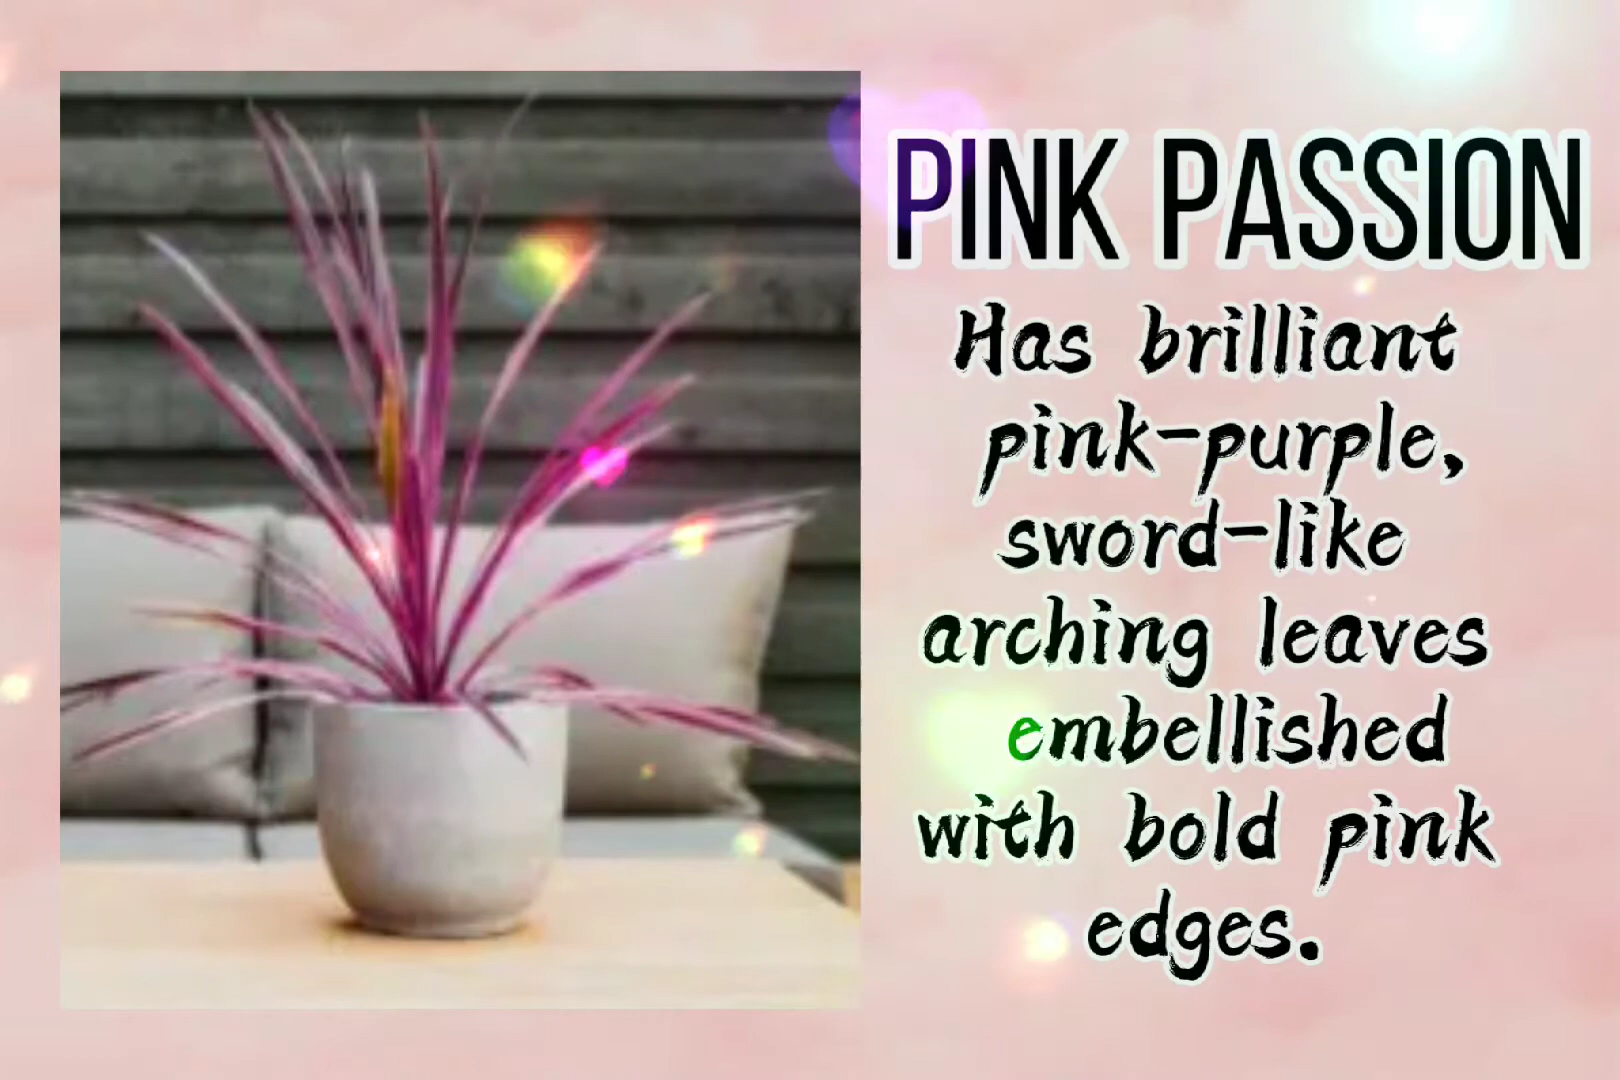 PINK PASSION
Has brilliant
pink-purple,
sword-like
arching leaves
embellished
with bold pink
edges.